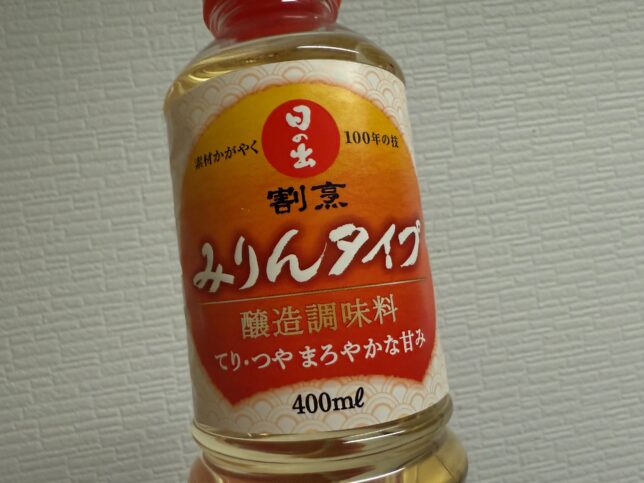 日の出
素材かがやく
100年の技
割烹
みりんタイプ
醸造調味料
てり・つや まろやかな甘み
400mℓ